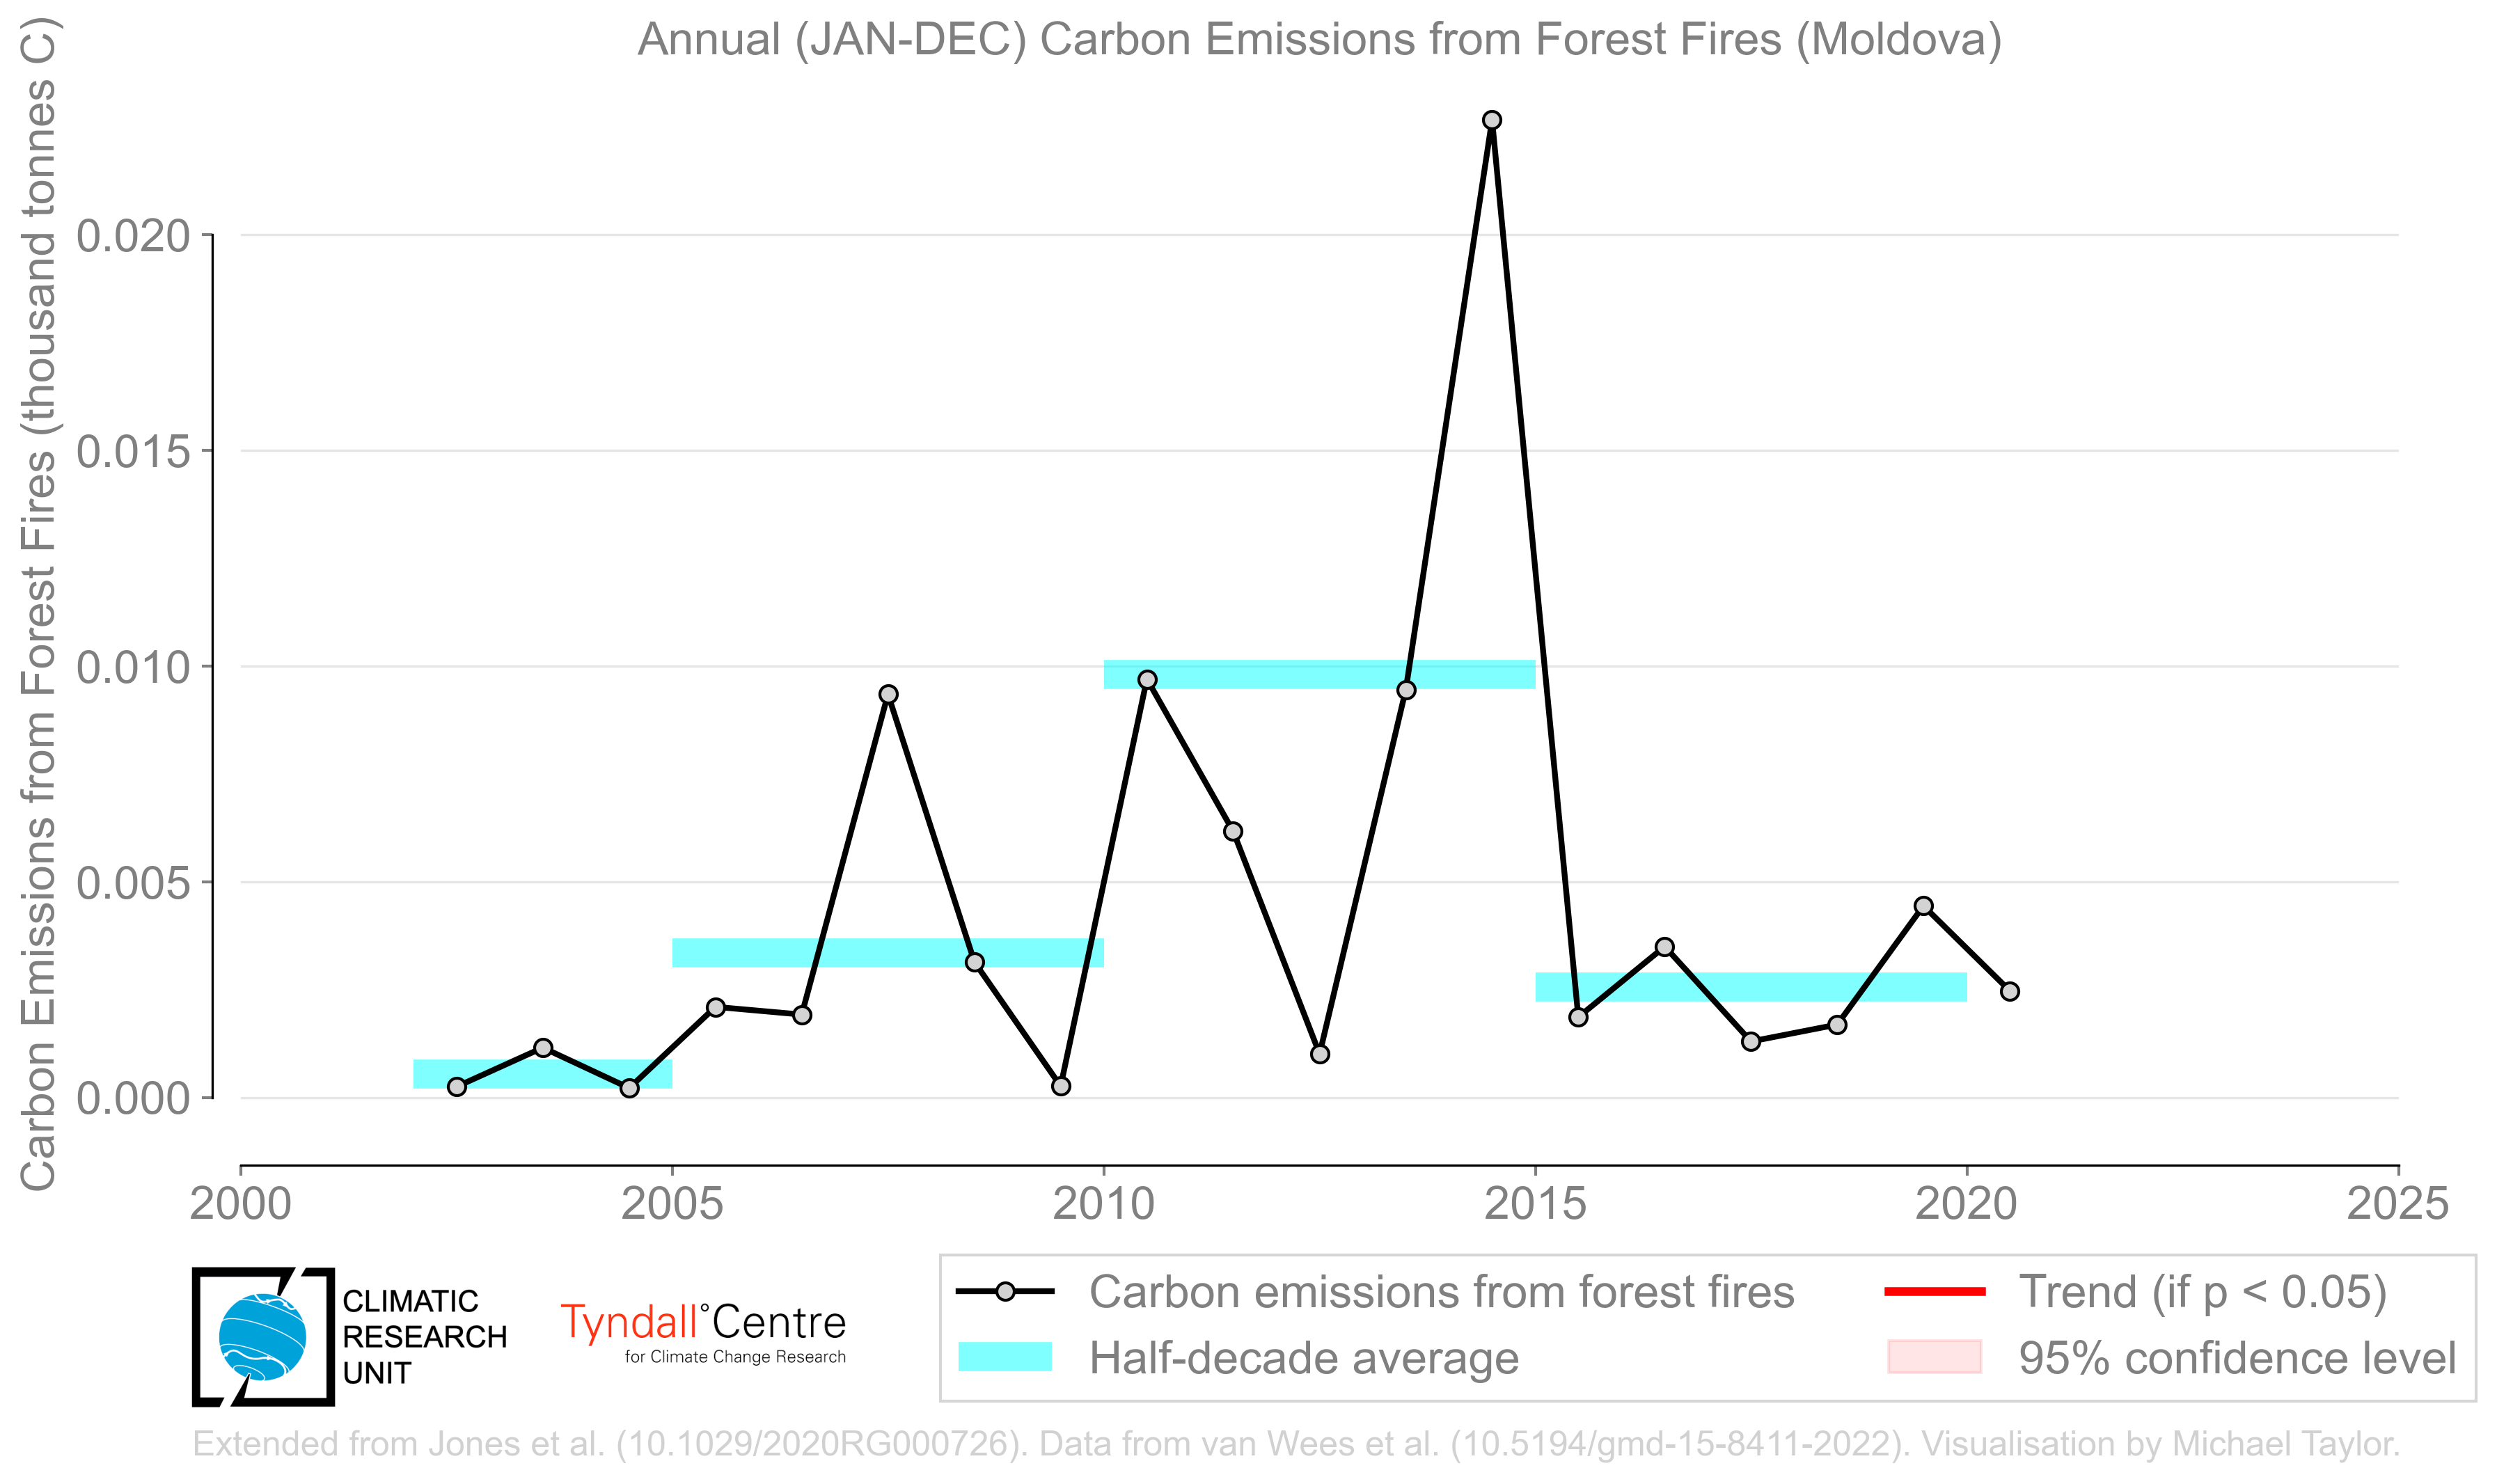 Annual (JAN-DEC) Carbon Emissions from Forest Fires (Moldova)
Carbon Emissions from Forest Fires (thousand tonnes C)
0.020
0.015
0.010
0.005
0.000
2000 2005 2010 2015 2020 2025
CLIMATIC
RESEARCH
UNIT
Tyndall°Centre
for Climate Change Research
Carbon emissions from forest fires
Half-decade average
Trend (if p < 0.05)
95% confidence level
Extended from Jones et al. (10.1029/2020RG000726). Data from van Wees et al. (10.5194/gmd-15-8411-2022). Visualisation by Michael Taylor.